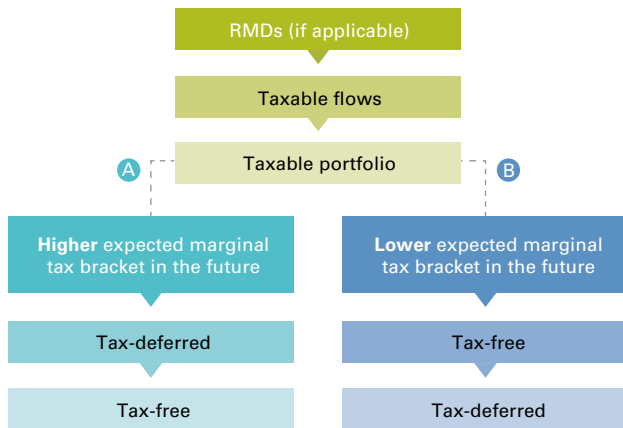 RMDs (if applicable)
Taxable flows
Taxable portfolio
A
B
Higher expected marginal
tax bracket in the future
Lower expected marginal
tax bracket in the future
Tax-deferred
Tax-free
Tax-free
Tax-deferred